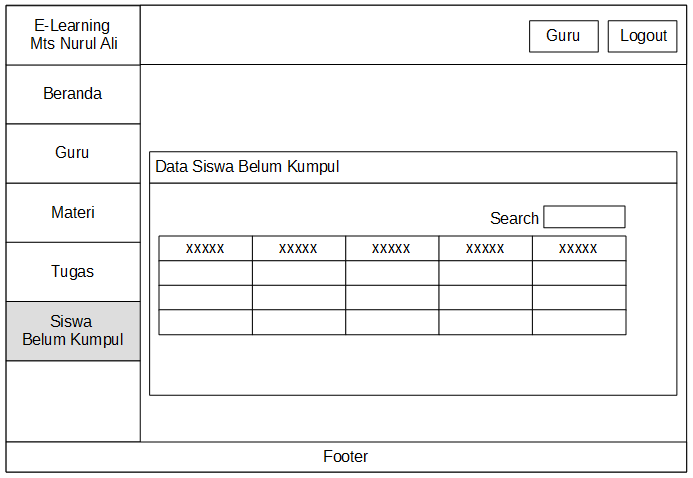 E-Learning
Mts Nurul Ali
Guru
Logout
Beranda
Guru
Materi
Tugas
Siswa
Belum Kumpul
Data Siswa Belum Kumpul
Search
XXXXX XXXXX XXXXX XXXXX XXXXX
Footer